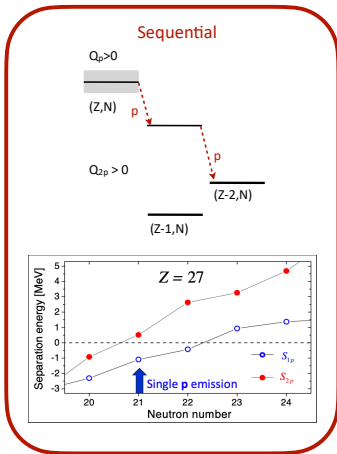 Sequential
Qp>0
(Z,N)
p
p
Q2p > 0
(Z-2,N)
(Z-1,N)
Separation energy [MeV]
5
4
3
2
1
0
-1
-2
-3
Z = 27
S1p
S2p
Single p emission
20 21 22 23 24
Neutron number